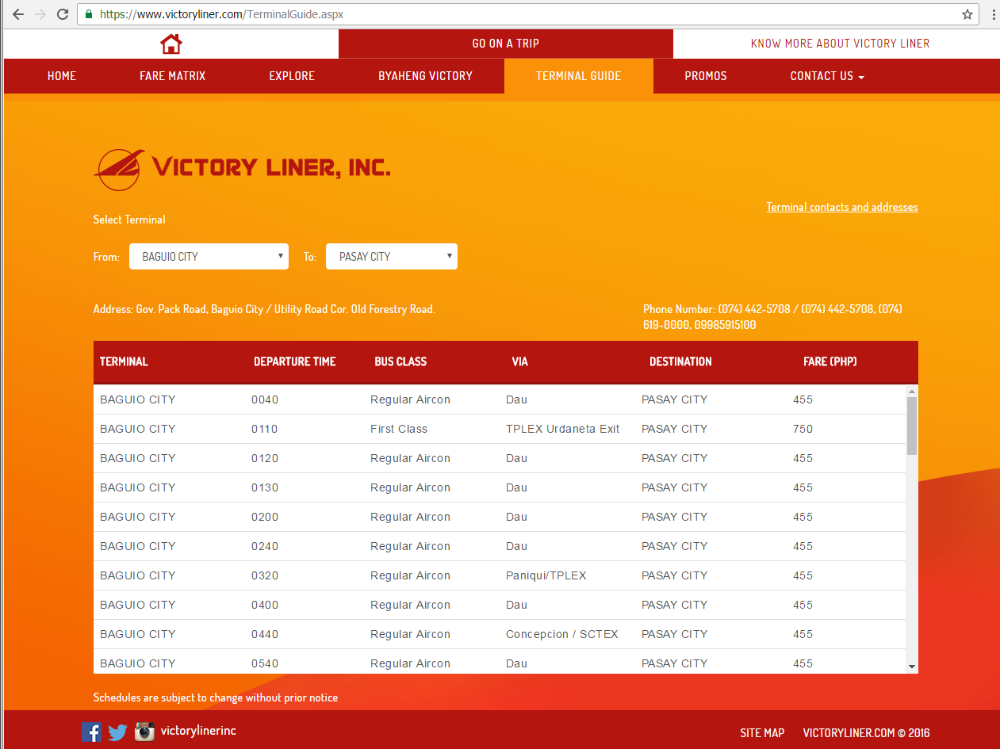 https://www.victoryliner.com/TerminalGuide.aspx
GO ON A TRIP
KNOW MORE ABOUT VICTORY LINER
HOME FARE MATRIX EXPLORE BYAHENG VICTORY TERMINAL GUIDE PROMOS CONTACT US
VICTORY LINER, INC.
Terminal contacts and addresses
Select Terminal
From: BAGUIO CITY To: PASAY CITY
Address: Gov. Pack Road, Baguio City / Utility Road Cor. Old Forestry Road.
Phone Number: (074) 442-5708 / (074) 442-5708, (074)
619-0000, 09985915100
TERMINAL DEPARTURE TIME BUS CLASS VIA DESTINATION FARE (PHP)
BAGUIO CITY 0040 Regular Aircon Dau PASAY CITY 455
BAGUIO CITY 0110 First Class TPLEX Urdaneta Exit PASAY CITY 750
BAGUIO CITY 0120 Regular Aircon Dau PASAY CITY 455
BAGUIO CITY 0130 Regular Aircon Dau PASAY CITY 455
BAGUIO CITY 0200 Regular Aircon Dau PASAY CITY 455
BAGUIO CITY 0240 Regular Aircon Dau PASAY CITY 455
BAGUIO CITY 0320 Regular Aircon Paniqui/TPLEX PASAY CITY 455
BAGUIO CITY 0400 Regular Aircon Dau PASAY CITY 455
BAGUIO CITY 0440 Regular Aircon Concepcion / SCTEX PASAY CITY 455
BAGUIO CITY 0540 Regular Aircon Dau PASAY CITY 455
Schedules are subject to change without prior notice
victorylinerinc
SITE MAP VICTORYLINER.COM © 2016